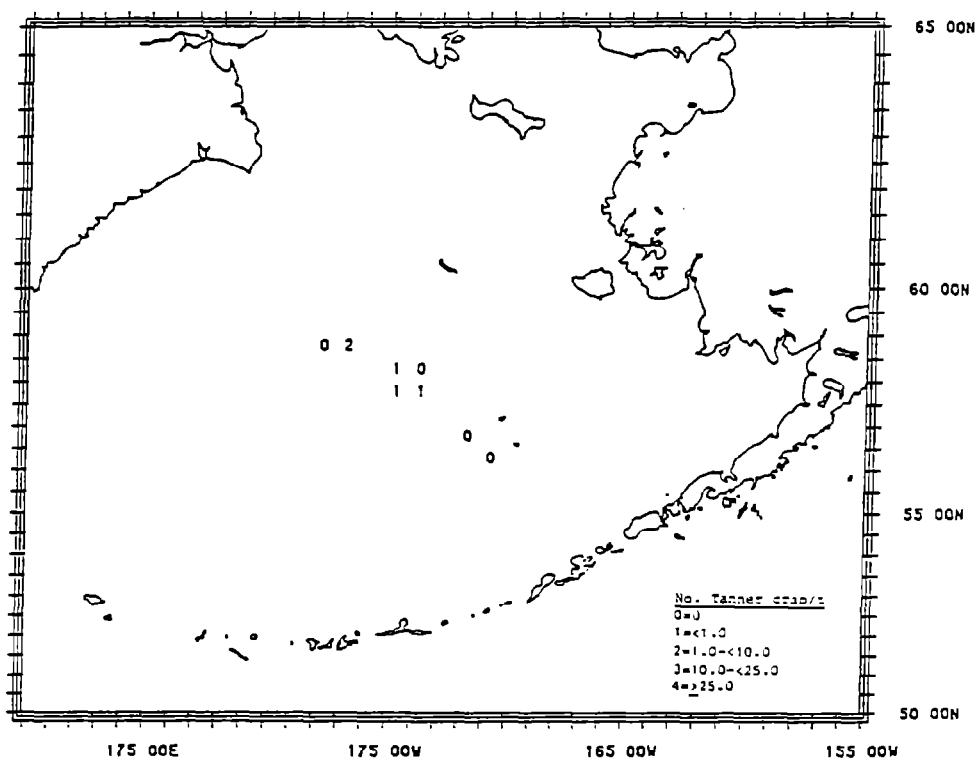 65 00N
60 00N
0 2
1 0
1 1
0
0
55 00N
No. Tanner crab/t
0=0
1=<1.0
2=1.0-<10.0
3=10.0-<25.0
4=≥25.0
50 00N
175 00E 175 00W 165 00W 155 00W